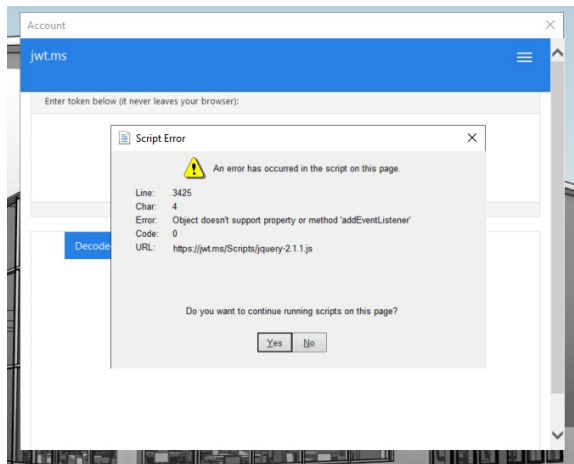 Account
jwt.ms
Enter token below (it never leaves your browser):
Script Error
An error has occurred in the script on this page.
Line: 3425
Char: 4
Error: Object doesn't support property or method 'addEventListener'
Code: 0
URL: https://jwt.ms/Scripts/jquery-2.1.1.js
Decode
Do you want to continue running scripts on this page?
Yes No